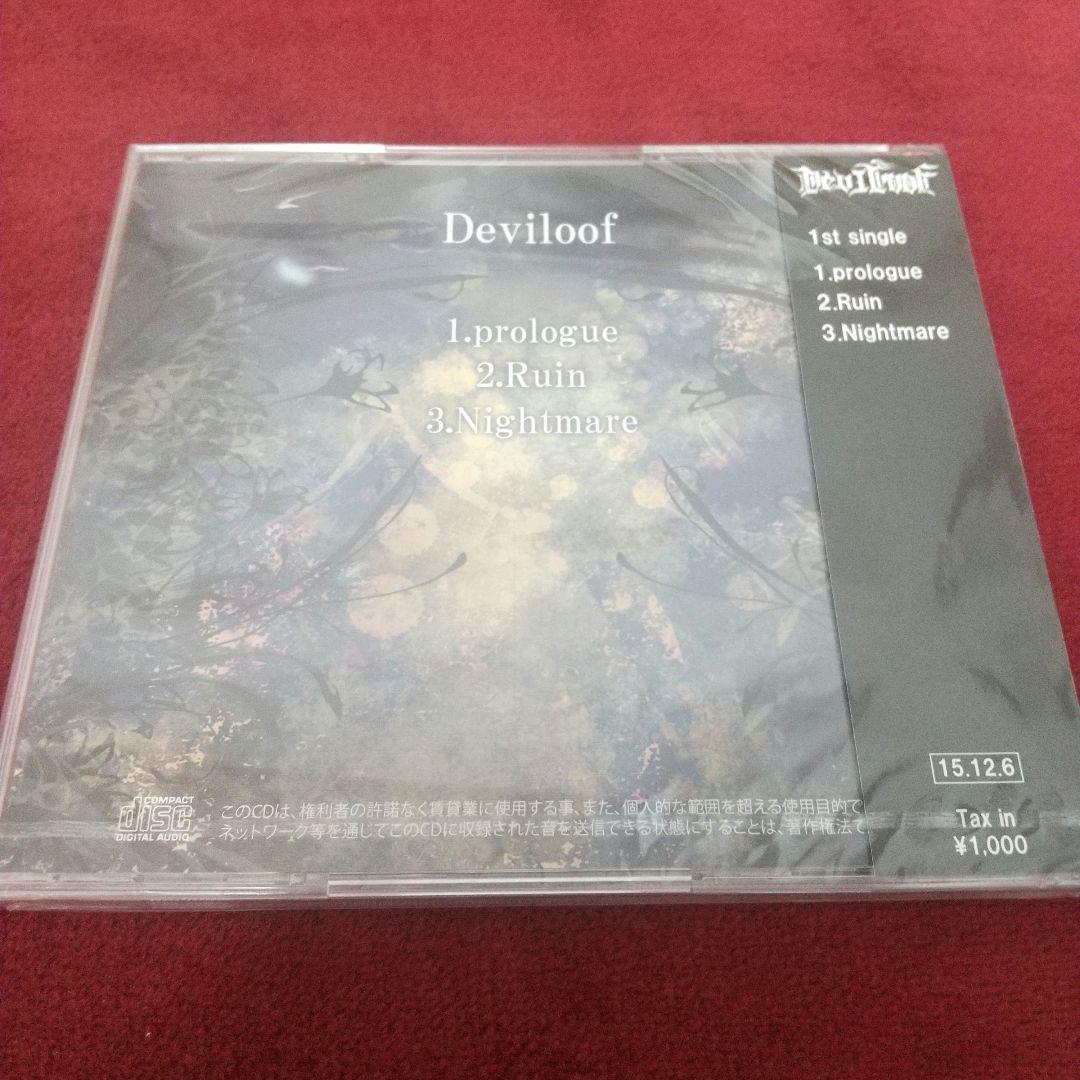 Deviloof
1.prologue
2.Ruin
3.Nightmare
Deviloof
1st single
1.prologue
2.Ruin
3.Nightmare
15.12.6
Tax in
¥1,000
COMPACT
disc
DIGITAL AUDIO
このCDは、権利者の許諾なく賃貸業に使用する事、また、個人的な範囲を超える使用目的で
ネットワーク等を通じてこのCDに収録された音を送信できる状態にすることは、著作権法で